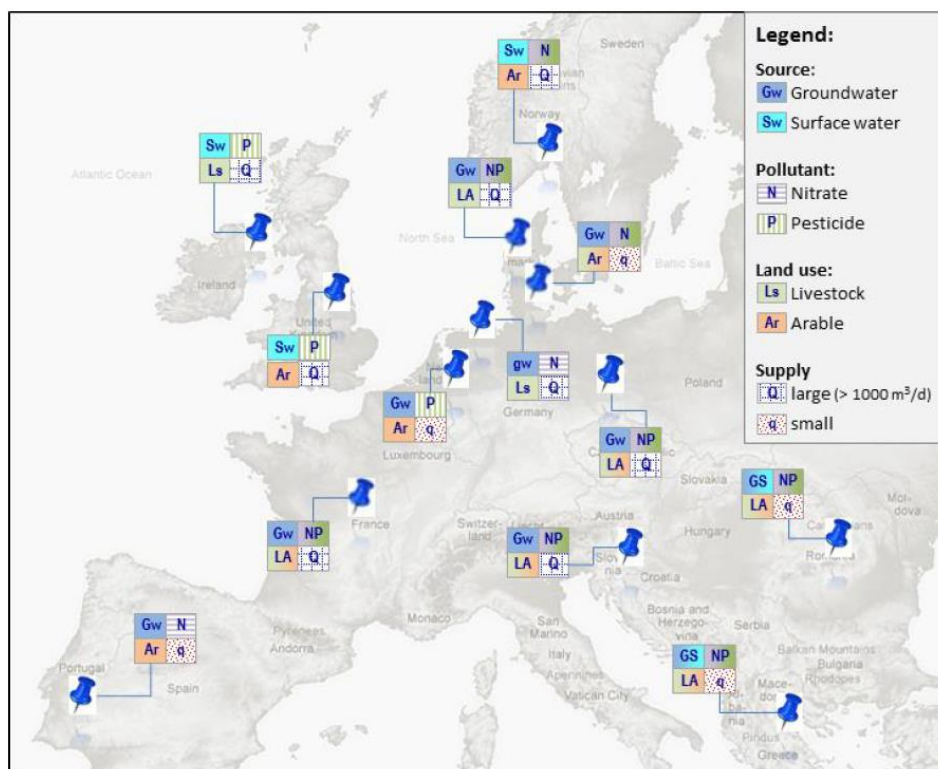 Sw N
Ar Q
Sweden
Norway
Sw P
Ls Q
Atlantic Ocean
Gw NP
LA Q
North Sea
Gw N
Ar q
Baltic Sea
Ireland
United
Sw P
Ar Q
gw N
Ls Q
Germany
Poland
Gw P
Ar q
Luxembourg
Gw NP
LA Q
Slovakia
GS NP
LA q
Mol-
dova
Romania
France
Gw NP
LA Q
Switzer-
land
Austria
Hungary
Gw NP
LA Q
Slov
nia
Croatia
Bosnia and
Herzego-
vina
Serbia
Monaco
San
Marino
Italy
Apennines
Vatican City
Pyrenees
Andorra
Gw N
Ar q
Portugal
Spain
GS NP
LA q
Balkan Mountains
Bulgaria
Rhodopes
Pindus
Greece
Legend:
Source:
Gw Groundwater
Sw Surface water
Pollutant:
N Nitrate
P Pesticide
Land use:
Ls Livestock
Ar Arable
Supply
Q large (> 1000 m³/d)
q small